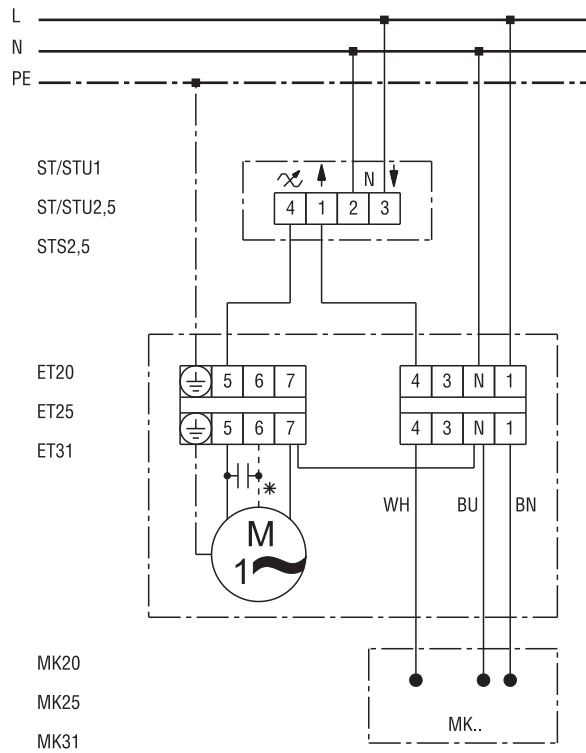 L
N
PE
ST/STU1
N
ST/STU2,5
4 1 2 3
STS2,5
ET20
5 6 7
4 3 N 1
ET25
5 6 7
4 3 N 1
ET31
*
WH BU BN
M
1
MK20
MK25
MK..
MK31